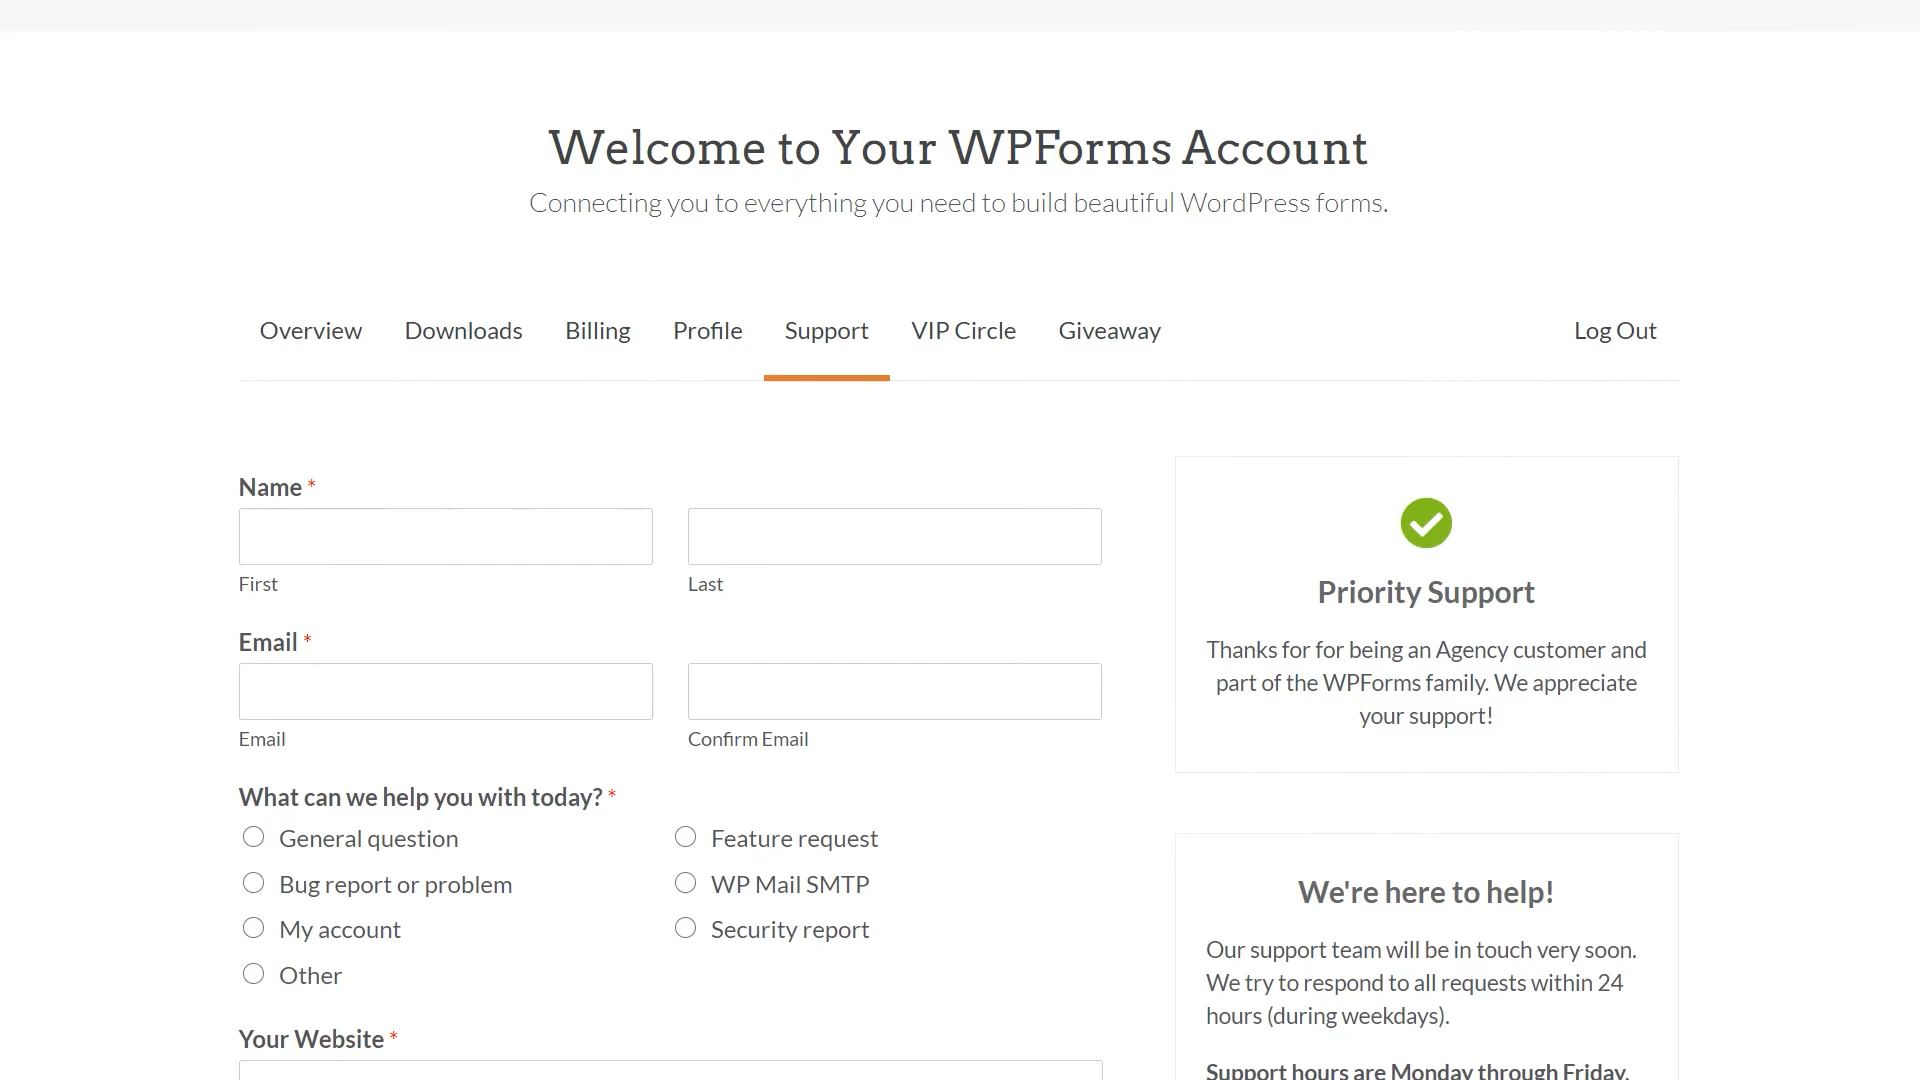 Welcome to Your WPForms Account
Connecting you to everything you need to build beautiful WordPress forms.
Overview Downloads Billing Profile Support VIP Circle Giveaway Log Out
Name *
First Last
Email *
Email Confirm Email
What can we help you with today? *
General question Feature request
Bug report or problem WP Mail SMTP
My account Security report
Other
Your Website *
Priority Support
Thanks for for being an Agency customer and
part of the WPForms family. We appreciate
your support!
We're here to help!
Our support team will be in touch very soon.
We try to respond to all requests within 24
hours (during weekdays).
Support hours are Monday through Friday,